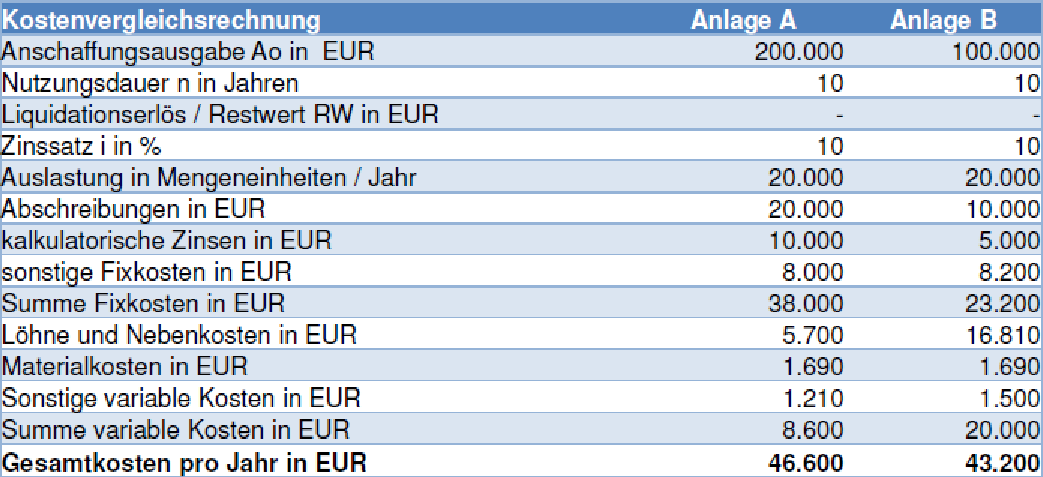 Kostenvergleichsrechnung Anlage A Anlage B
Anschaffungsausgabe Ao in EUR 200.000 100.000
Nutzungsdauer n in Jahren 10 10
Liquidationserlös / Restwert RW in EUR - -
Zinssatz i in % 10 10
Auslastung in Mengeneinheiten / Jahr 20.000 20.000
Abschreibungen in EUR 20.000 10.000
kalkulatorische Zinsen in EUR 10.000 5.000
sonstige Fixkosten in EUR 8.000 8.200
Summe Fixkosten in EUR 38.000 23.200
Löhne und Nebenkosten in EUR 5.700 16.810
Materialkosten in EUR 1.690 1.690
Sonstige variable Kosten in EUR 1.210 1.500
Summe variable Kosten in EUR 8.600 20.000
Gesamtkosten pro Jahr in EUR 46.600 43.200